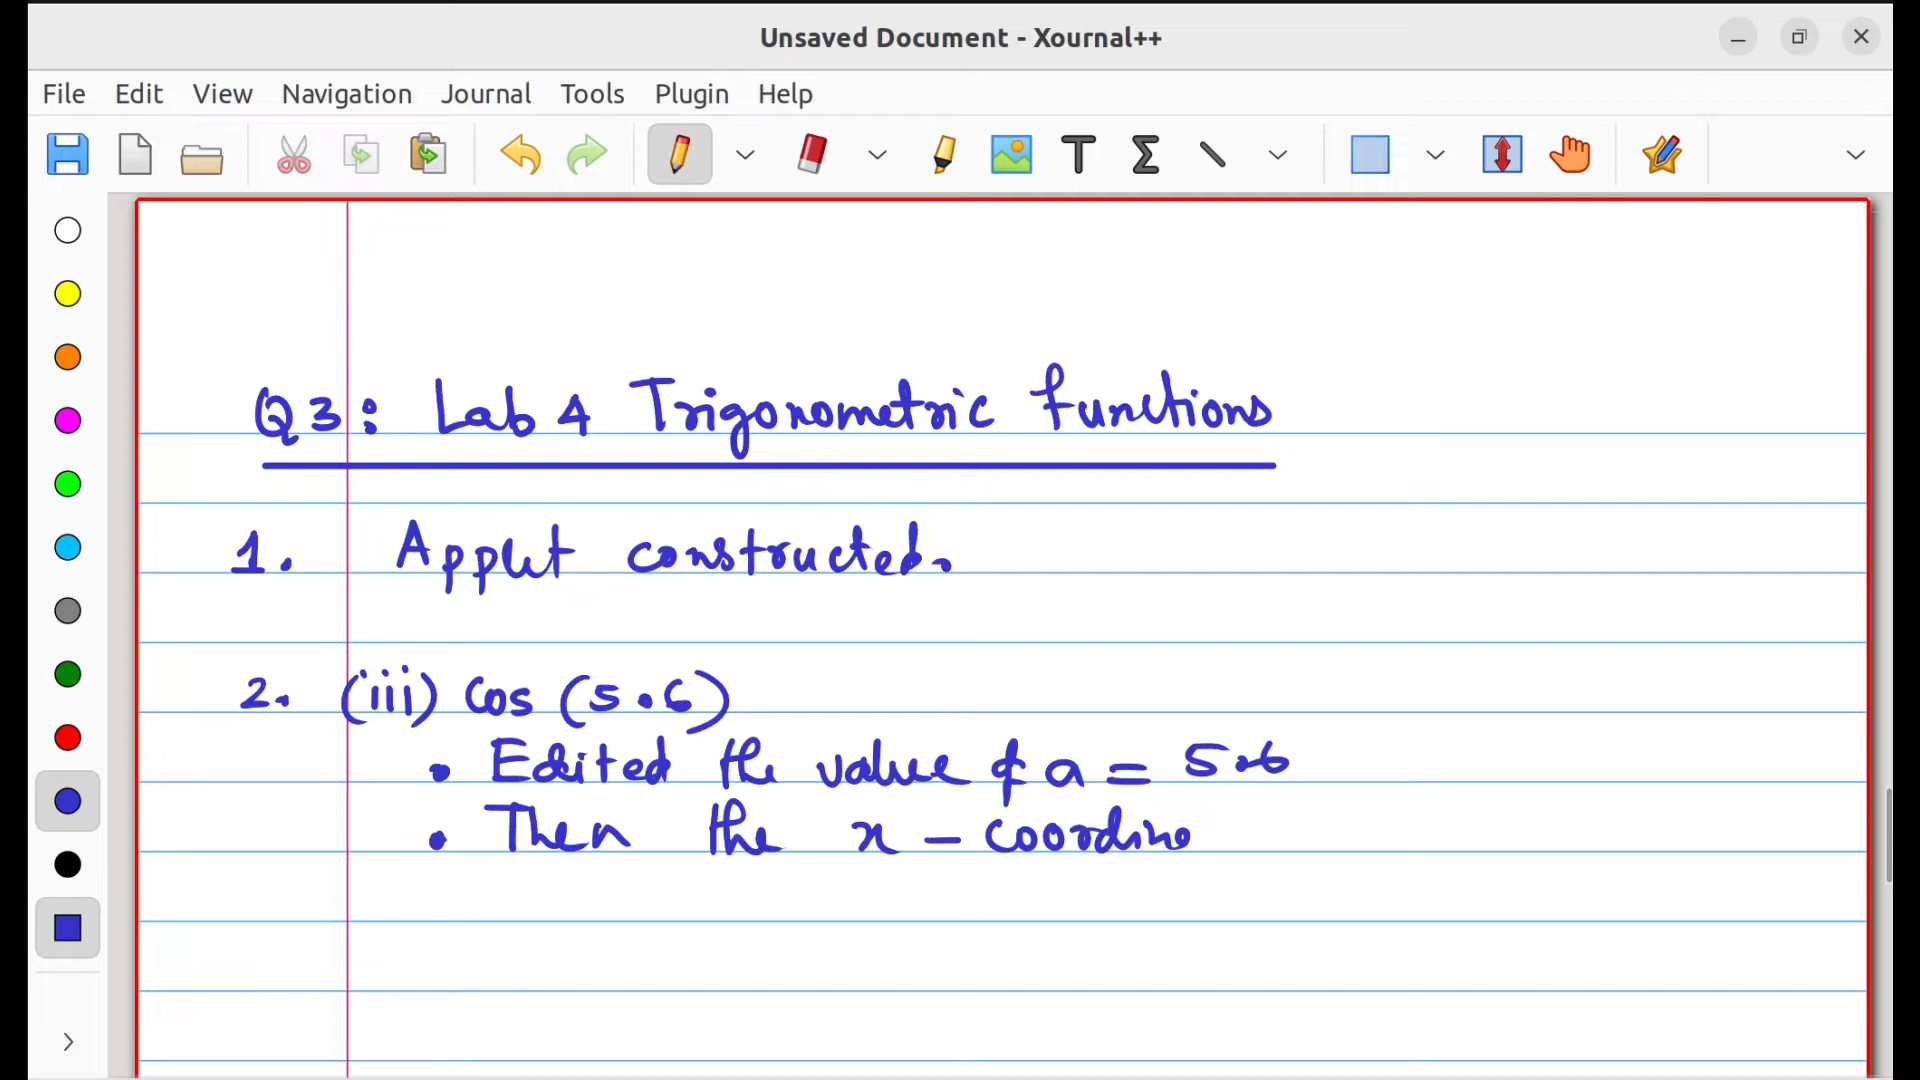 Unsaved Document - Xournal++
File Edit View Navigation Journal Tools Plugin Help
Q3: Lab 4 Trigonometric functions
1. Applet constructed.
2. (iii) Cos (5.6)
• Edited the value of a = 5.6
• Then the x - coordina